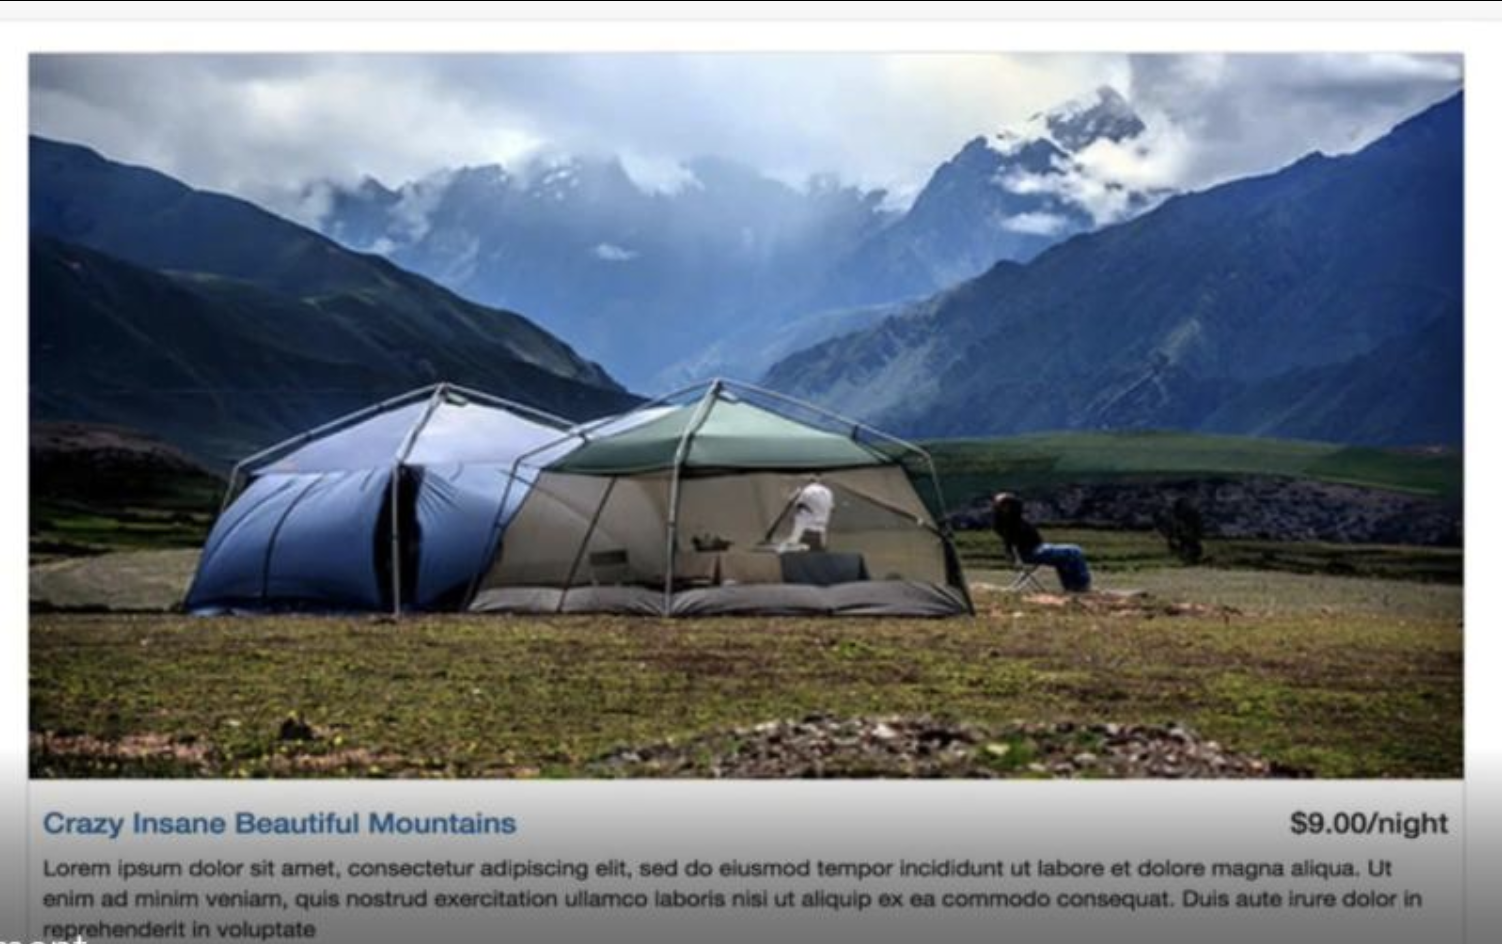 Crazy Insane Beautiful Mountains
$9.00/night
Lorem ipsum dolor sit amet, consectetur adipiscing elit, sed do eiusmod tempor incididunt ut labore et dolore magna aliqua. Ut
enim ad minim veniam, quis nostrud exercitation ullamco laboris nisi ut aliquip ex ea commodo consequat. Duis aute irure dolor in
reprehenderit in voluptate